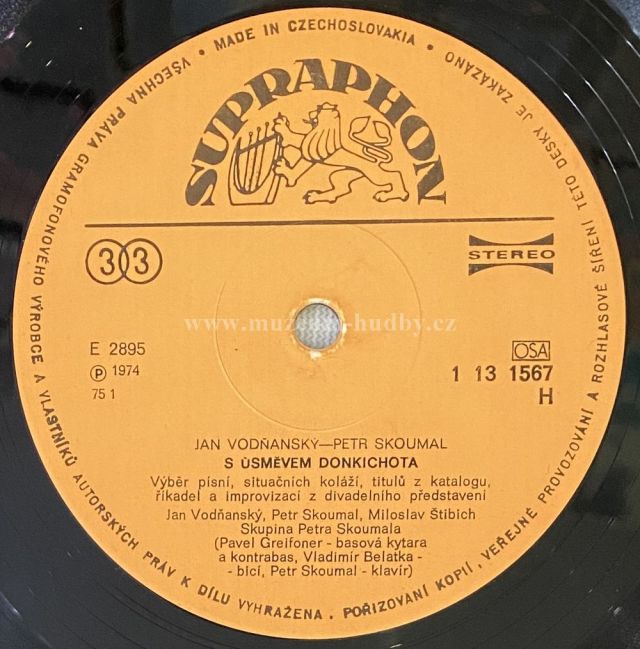 • MADE IN CZECHOSLOVAKIA •
ZAKÁZÁNO
VŠECHNA PRÁVA GRAMOFONOVÉHO VÝROBCE A VLASTNÍKŮ AUTORSKÝCH PRÁV K DÍLU VYHRAŽENA. POŘIZOVÁNÍ KOPIÍ, VEŘEJNÉ PROVOZOVÁNÍ A ROZHLASOVÉ ŠÍŘENÍ TÉTO DESKY JE
SUPRAPHON
33
STEREO
www.muzeum-hudby.cz
E 2895
℗ 1974
75 1
OSA
1 13 1567
H
JAN VODŇANSKÝ—PETR SKOUMAL
S ÚSMĚVEM DONKICHOTA
Výběr písní, situačních koláží, titulů z katalogu,
říkadel a improvizací z divadelního představení
Jan Vodňanský, Petr Skoumal, Miloslav Štibich
Skupina Petra Skoumala
(Pavel Greifoner - basová kytara
a kontrabas, Vladimír Belatka -
- bicí, Petr Skoumal - klavír)